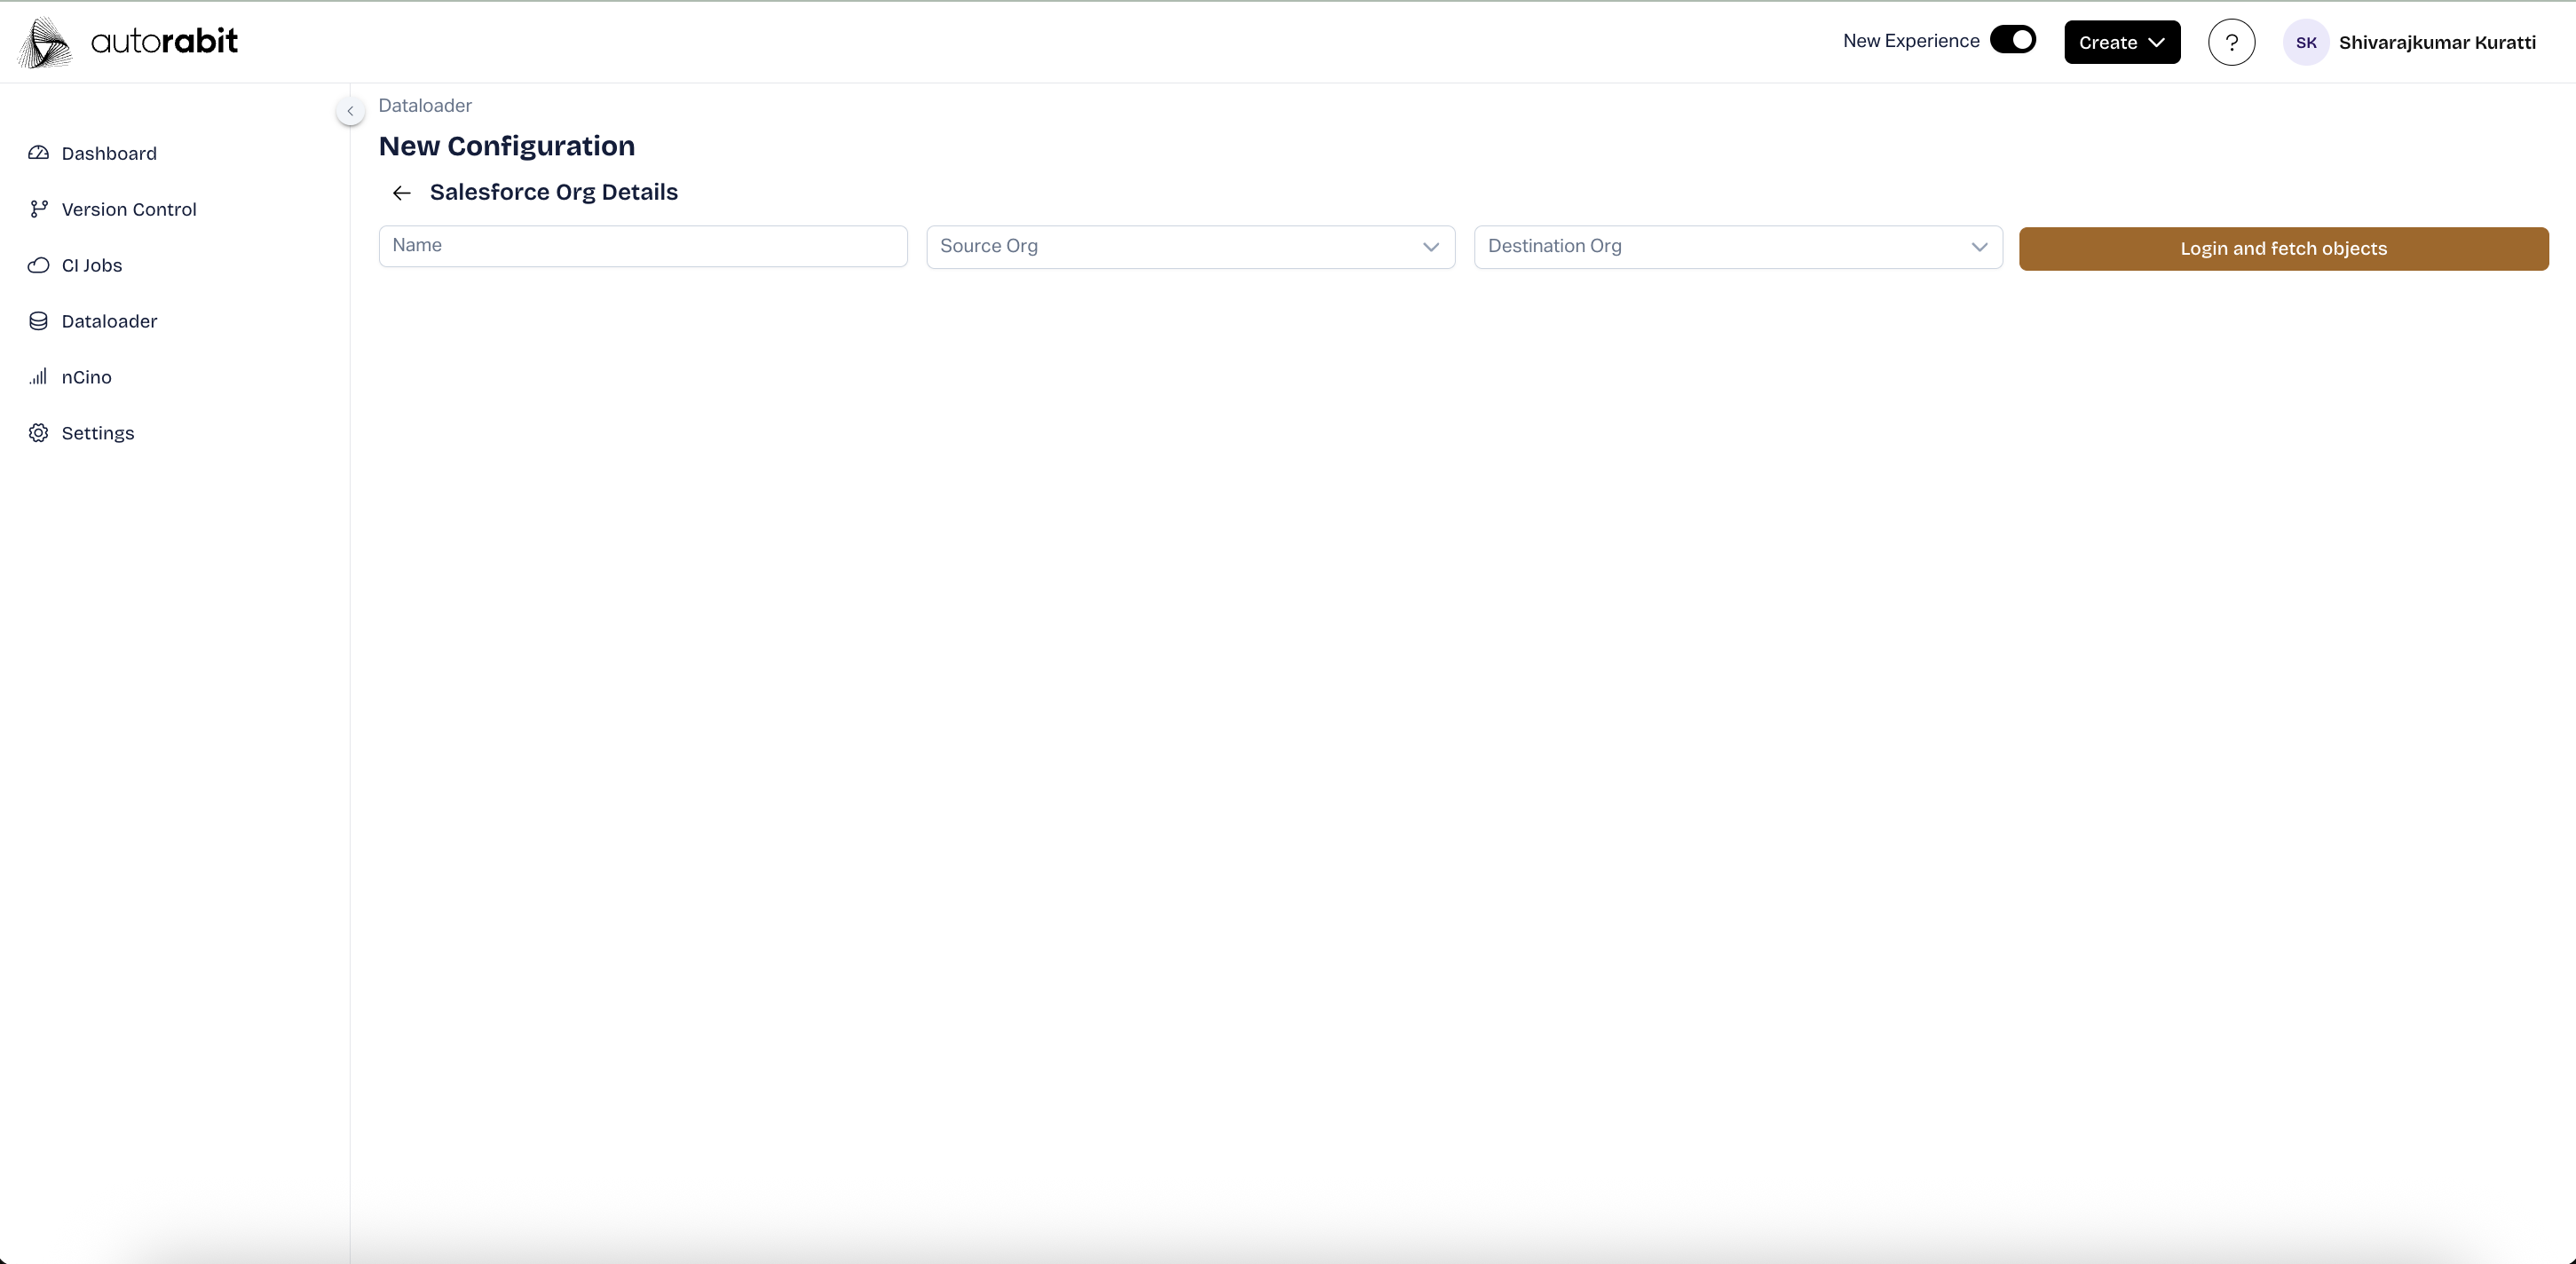 autorabit
New Experience
Create
?
SK
Shivarajkumar Kuratti
Dashboard
Version Control
CI Jobs
Dataloader
nCino
Settings
Dataloader
New Configuration
Salesforce Org Details
Name
Source Org
Destination Org
Login and fetch objects